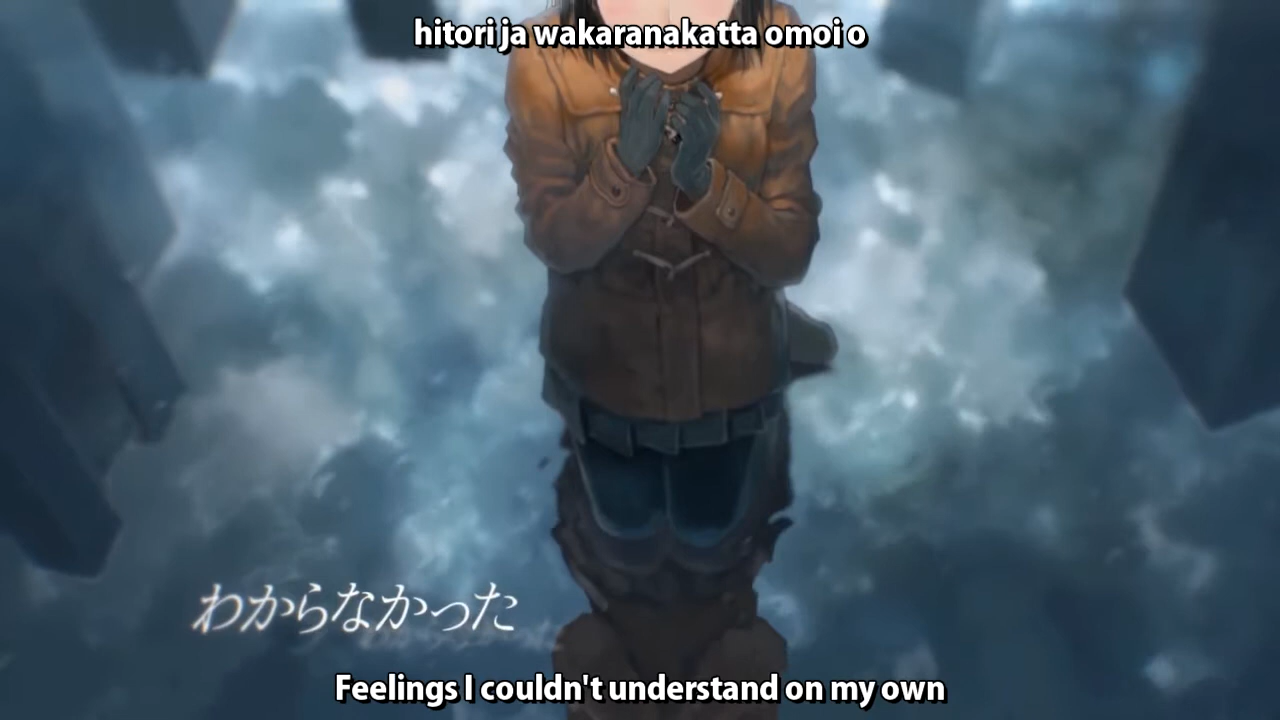 hitori ja wakaranakatta omoi o
わからなかった
Feelings I couldn't understand on my own